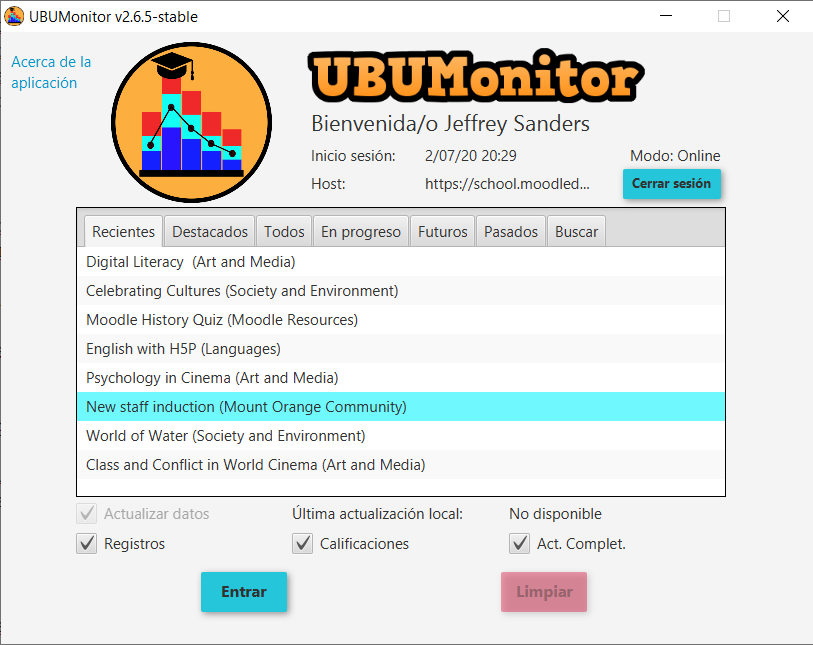 UBUMonitor v2.6.5-stable
Acerca de la
aplicación
UBUMonitor
Bienvenida/o Jeffrey Sanders
Inicio sesión: 2/07/20 20:29 Modo: Online
Host: https://school.moodled... Cerrar sesión
Recientes Destacados Todos En progreso Futuros Pasados Buscar
Digital Literacy (Art and Media)
Celebrating Cultures (Society and Environment)
Moodle History Quiz (Moodle Resources)
English with H5P (Languages)
Psychology in Cinema (Art and Media)
New staff induction (Mount Orange Community)
World of Water (Society and Environment)
Class and Conflict in World Cinema (Art and Media)
Actualizar datos Última actualización local: No disponible
Registros Calificaciones Act. Complet.
Entrar Limpiar